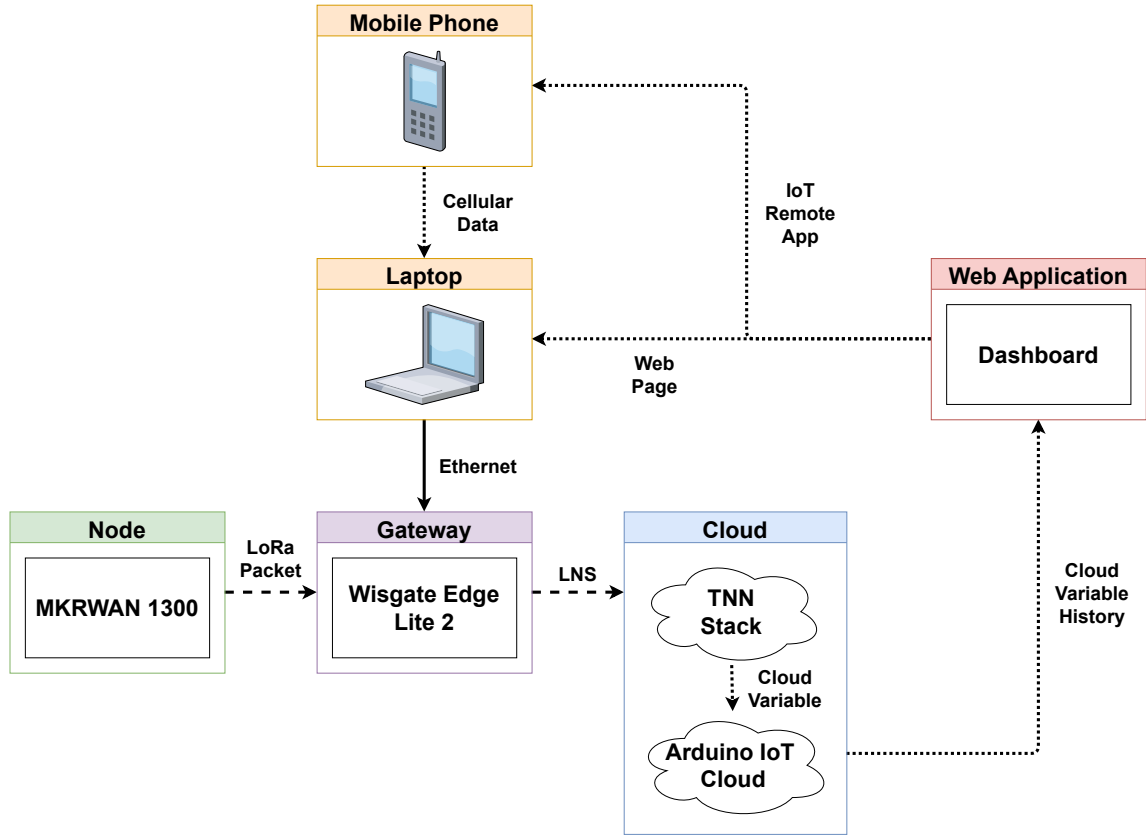 Mobile Phone
Cellular
Data
IoT
Remote
App
Laptop
Web Application
Dashboard
Web
Page
Ethernet
Node
MKRWAN 1300
LoRa
Packet
Gateway
Wisgate Edge
Lite 2
LNS
Cloud
TNN
Stack
Cloud
Variable
Arduino IoT
Cloud
Cloud
Variable
History